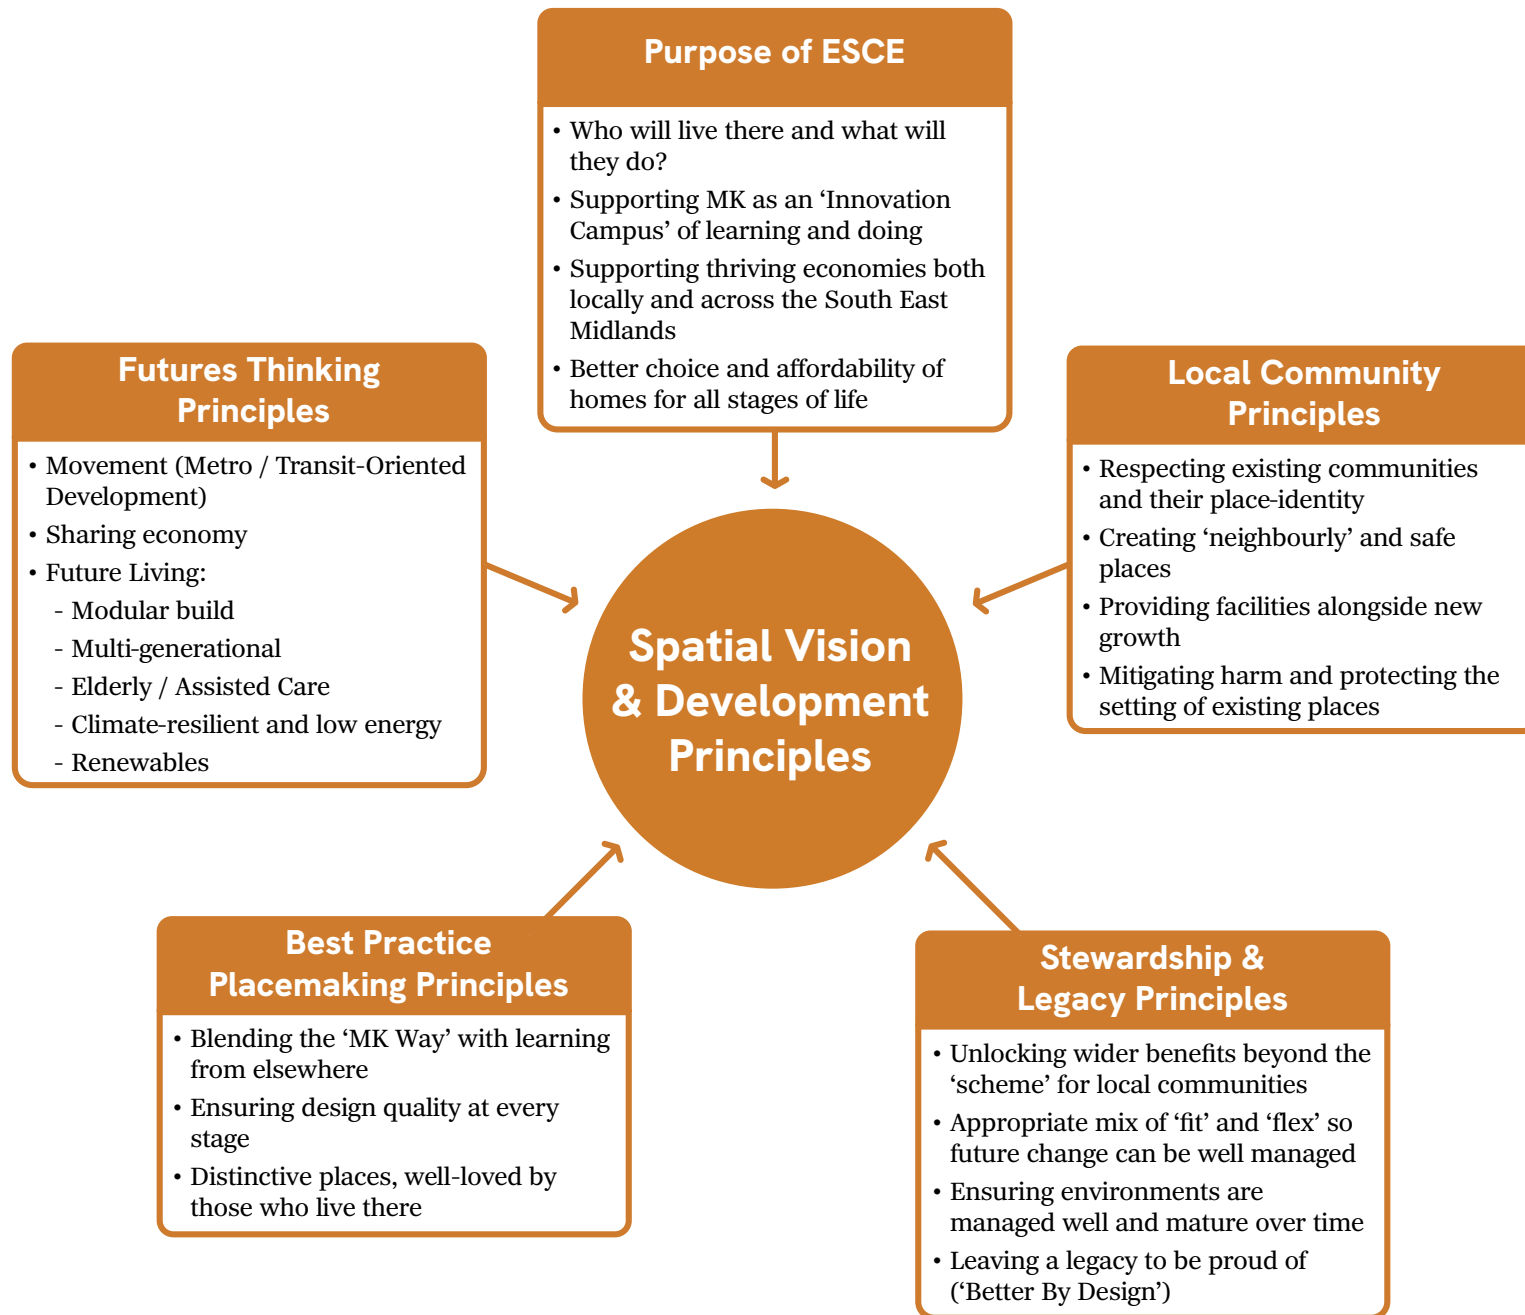 Purpose of ESCE
• Who will live there and what will
they do?
• Supporting MK as an ‘Innovation
Campus’ of learning and doing
• Supporting thriving economies both
locally and across the South East
Midlands
• Better choice and affordability of
homes for all stages of life
Futures Thinking
Principles
• Movement (Metro / Transit-Oriented
Development)
• Sharing economy
• Future Living:
- Modular build
- Multi-generational
- Elderly / Assisted Care
- Climate-resilient and low energy
- Renewables
Local Community
Principles
• Respecting existing communities
and their place-identity
• Creating ‘neighbourly’ and safe
places
• Providing facilities alongside new
growth
• Mitigating harm and protecting the
setting of existing places
Spatial Vision
& Development
Principles
Best Practice
Placemaking Principles
• Blending the ‘MK Way’ with learning
from elsewhere
• Ensuring design quality at every
stage
• Distinctive places, well-loved by
those who live there
Stewardship &
Legacy Principles
• Unlocking wider benefits beyond the
‘scheme’ for local communities
• Appropriate mix of ‘fit’ and ‘flex’ so
future change can be well managed
• Ensuring environments are
managed well and mature over time
• Leaving a legacy to be proud of
(‘Better By Design’)